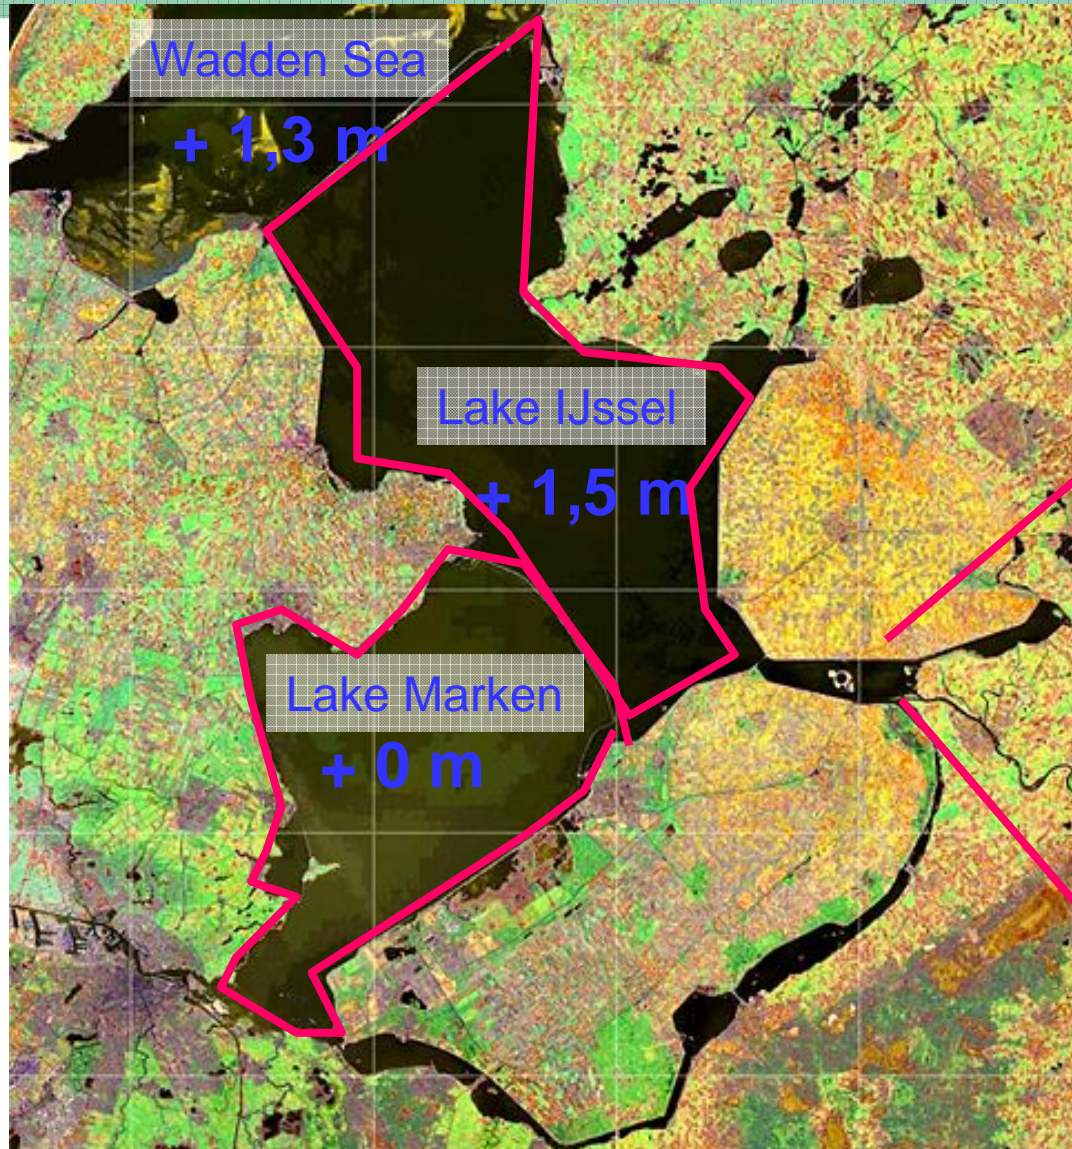 Wadden Sea
+ 1,3 m
Lake IJssel
+ 1,5 m
Lake Marken
+ 0 m